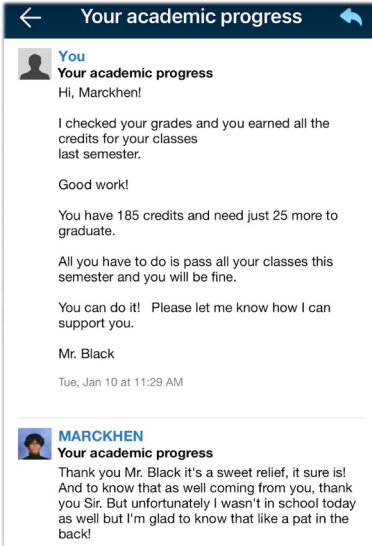 Your academic progress
You
Your academic progress
Hi, Marckhen!
I checked your grades and you earned all the
credits for your classes
last semester.
Good work!
You have 185 credits and need just 25 more to
graduate.
All you have to do is pass all your classes this
semester and you will be fine.
You can do it!   Please let me know how I can
support you.
Mr. Black
Tue, Jan 10 at 11:29 AM
MARCKHEN
Your academic progress
Thank you Mr. Black it's a sweet relief, it sure is!
And to know that as well coming from you, thank
you Sir. But unfortunately I wasn't in school today
as well but I'm glad to know that like a pat in the
back!